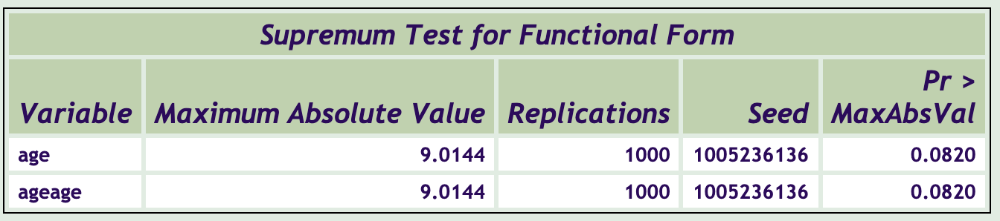 Supremum Test for Functional Form
Pr >
Variable Maximum Absolute Value Replications Seed MaxAbsVal
age 9.0144 1000 1005236136 0.0820
ageage 9.0144 1000 1005236136 0.0820